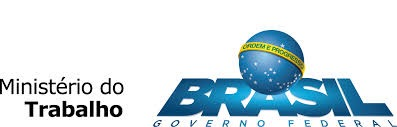 Ministério do
Trabalho
ORDEM E PROGRESSO
BRASIL
GOVERNO FEDERAL